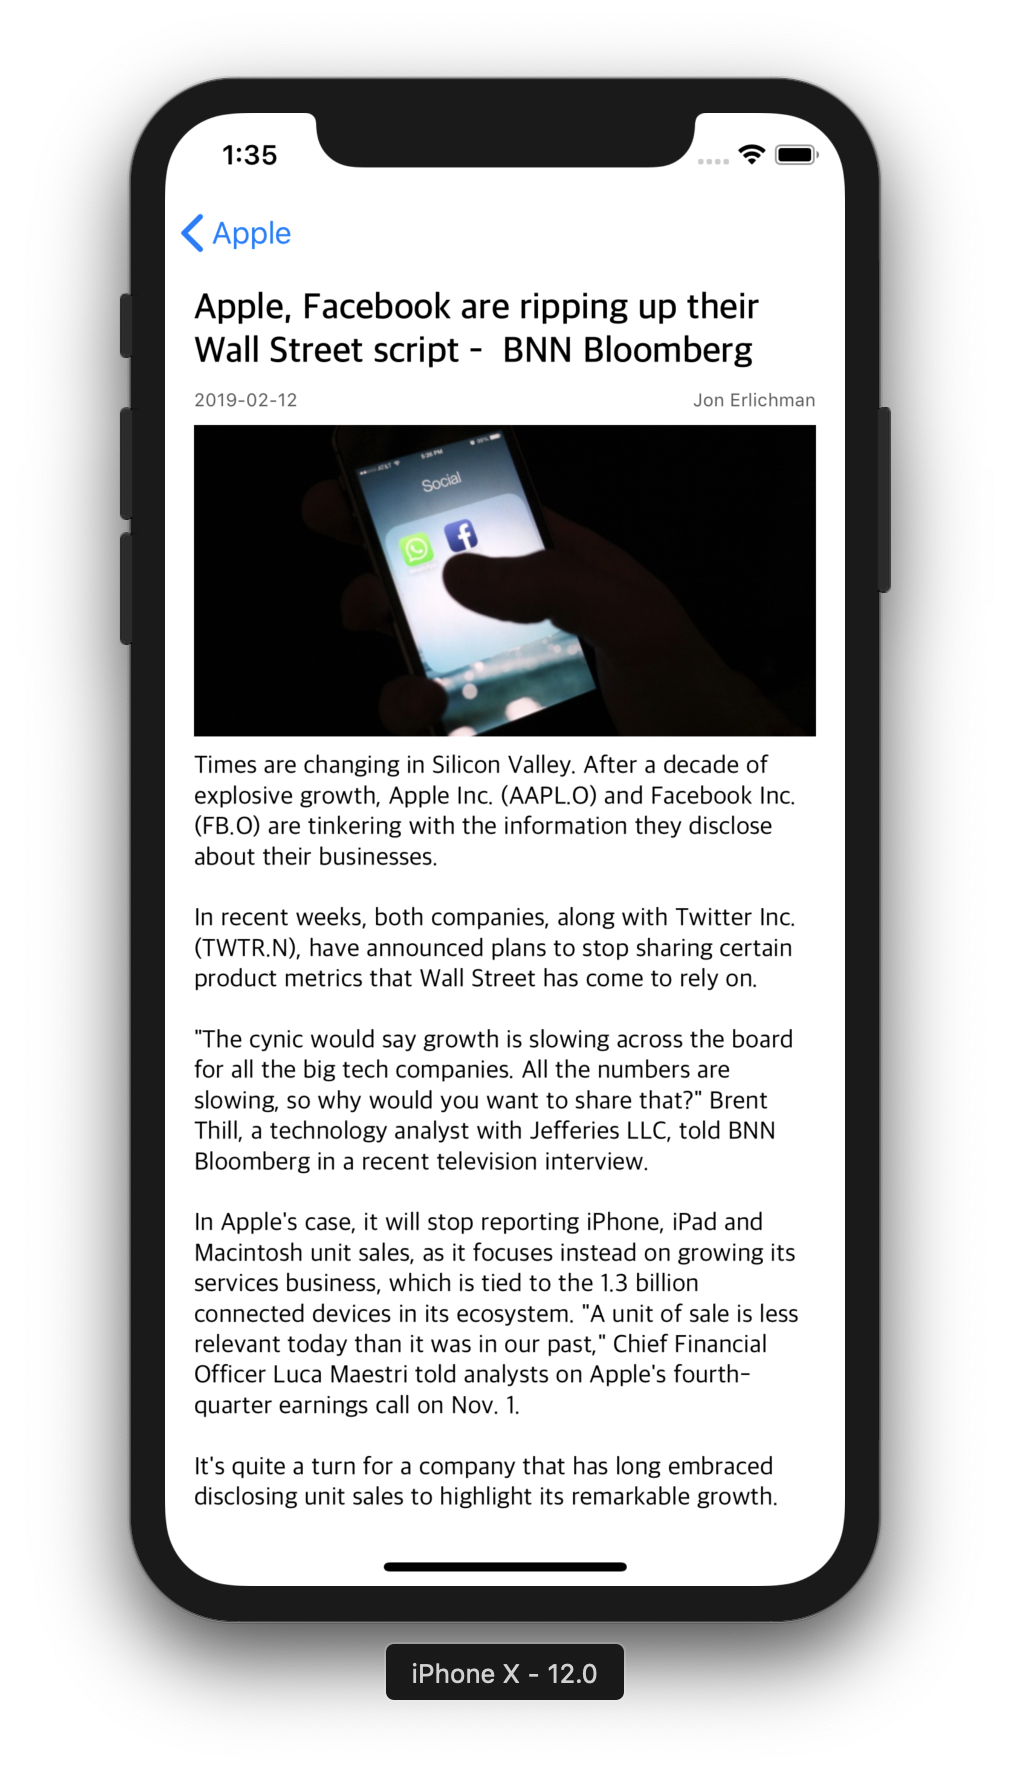 1:35
Apple
Apple, Facebook are ripping up their
Wall Street script -  BNN Bloomberg
2019-02-12
Jon Erlichman
AT&T
5:36 PM
Social
Times are changing in Silicon Valley. After a decade of
explosive growth, Apple Inc. (AAPL.O) and Facebook Inc.
(FB.O) are tinkering with the information they disclose
about their businesses.
In recent weeks, both companies, along with Twitter Inc.
(TWTR.N), have announced plans to stop sharing certain
product metrics that Wall Street has come to rely on.
"The cynic would say growth is slowing across the board
for all the big tech companies. All the numbers are
slowing, so why would you want to share that?" Brent
Thill, a technology analyst with Jefferies LLC, told BNN
Bloomberg in a recent television interview.
In Apple's case, it will stop reporting iPhone, iPad and
Macintosh unit sales, as it focuses instead on growing its
services business, which is tied to the 1.3 billion
connected devices in its ecosystem. "A unit of sale is less
relevant today than it was in our past," Chief Financial
Officer Luca Maestri told analysts on Apple's fourth-
quarter earnings call on Nov. 1.
It's quite a turn for a company that has long embraced
disclosing unit sales to highlight its remarkable growth.
iPhone X - 12.0